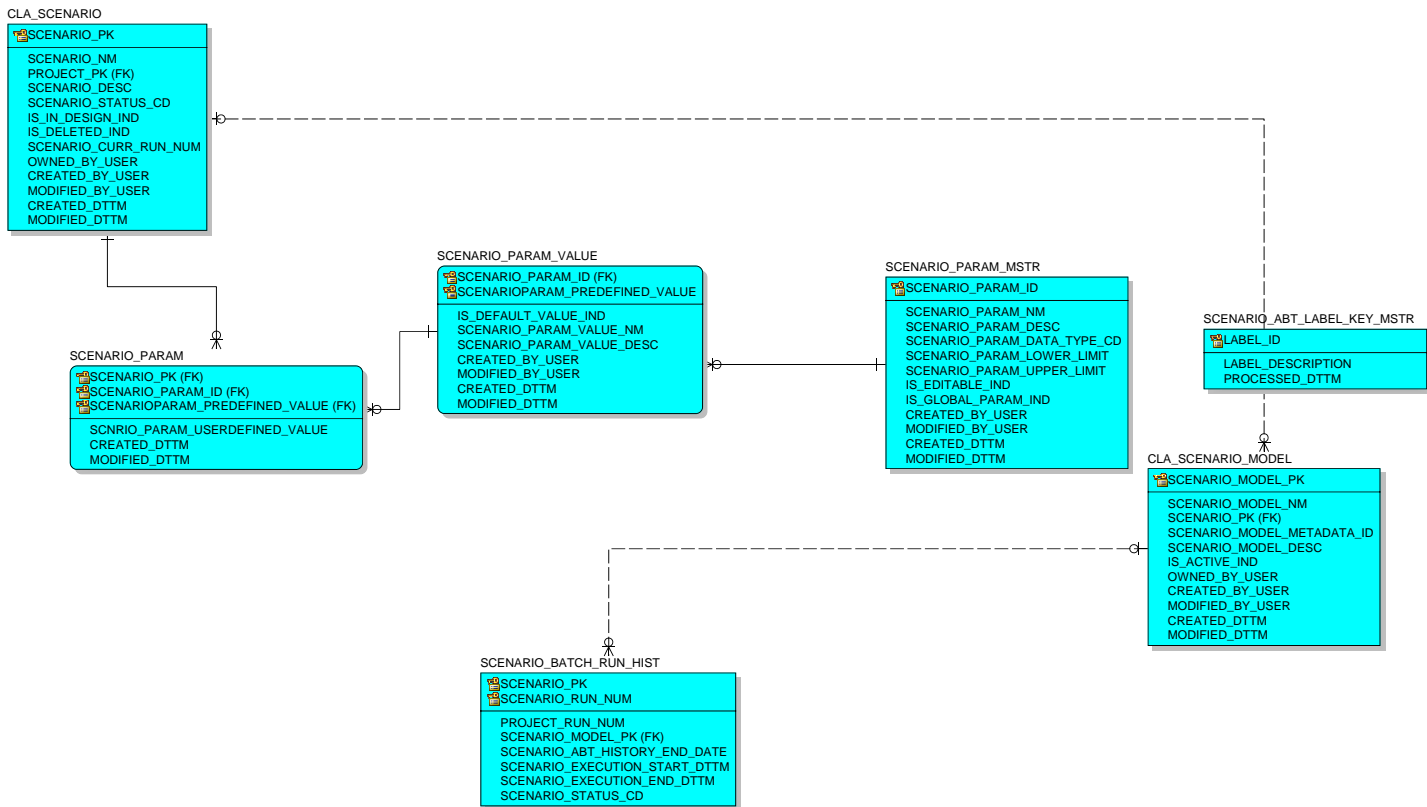 CLA_SCENARIO
SCENARIO_PK
SCENARIO_NM
PROJECT_PK (FK)
SCENARIO_DESC
SCENARIO_STATUS_CD
IS_IN_DESIGN_IND
IS_DELETED_IND
SCENARIO_CURR_RUN_NUM
OWNED_BY_USER
CREATED_BY_USER
MODIFIED_BY_USER
CREATED_DTTM
MODIFIED_DTTM
SCENARIO_PARAM_VALUE
SCENARIO_PARAM_ID (FK)
SCENARIOPARAM_PREDEFINED_VALUE
IS_DEFAULT_VALUE_IND
SCENARIO_PARAM_VALUE_NM
SCENARIO_PARAM_VALUE_DESC
CREATED_BY_USER
MODIFIED_BY_USER
CREATED_DTTM
MODIFIED_DTTM
SCENARIO_PARAM_MSTR
SCENARIO_PARAM_ID
SCENARIO_PARAM_NM
SCENARIO_PARAM_DESC
SCENARIO_PARAM_DATA_TYPE_CD
SCENARIO_PARAM_LOWER_LIMIT
SCENARIO_PARAM_UPPER_LIMIT
IS_EDITABLE_IND
IS_GLOBAL_PARAM_IND
CREATED_BY_USER
MODIFIED_BY_USER
CREATED_DTTM
MODIFIED_DTTM
SCENARIO_ABT_LABEL_KEY_MSTR
LABEL_ID
LABEL_DESCRIPTION
PROCESSED_DTTM
SCENARIO_PARAM
SCENARIO_PK (FK)
SCENARIO_PARAM_ID (FK)
SCENARIOPARAM_PREDEFINED_VALUE (FK)
SCNRIO_PARAM_USERDEFINED_VALUE
CREATED_DTTM
MODIFIED_DTTM
CLA_SCENARIO_MODEL
SCENARIO_MODEL_PK
SCENARIO_MODEL_NM
SCENARIO_PK (FK)
SCENARIO_MODEL_METADATA_ID
SCENARIO_MODEL_DESC
IS_ACTIVE_IND
OWNED_BY_USER
CREATED_BY_USER
MODIFIED_BY_USER
CREATED_DTTM
MODIFIED_DTTM
SCENARIO_BATCH_RUN_HIST
SCENARIO_PK
SCENARIO_RUN_NUM
PROJECT_RUN_NUM
SCENARIO_MODEL_PK (FK)
SCENARIO_ABT_HISTORY_END_DATE
SCENARIO_EXECUTION_START_DTTM
SCENARIO_EXECUTION_END_DTTM
SCENARIO_STATUS_CD